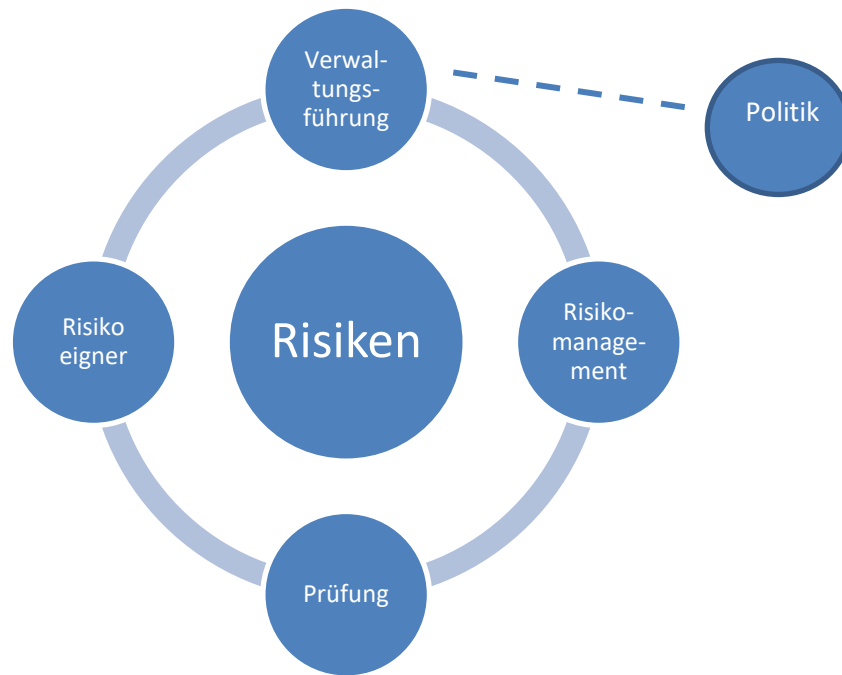 Verwal-
tungs-
führung
Politik
Risiko
eigner
Risiken
Risiko-
manage-
ment
Prüfung